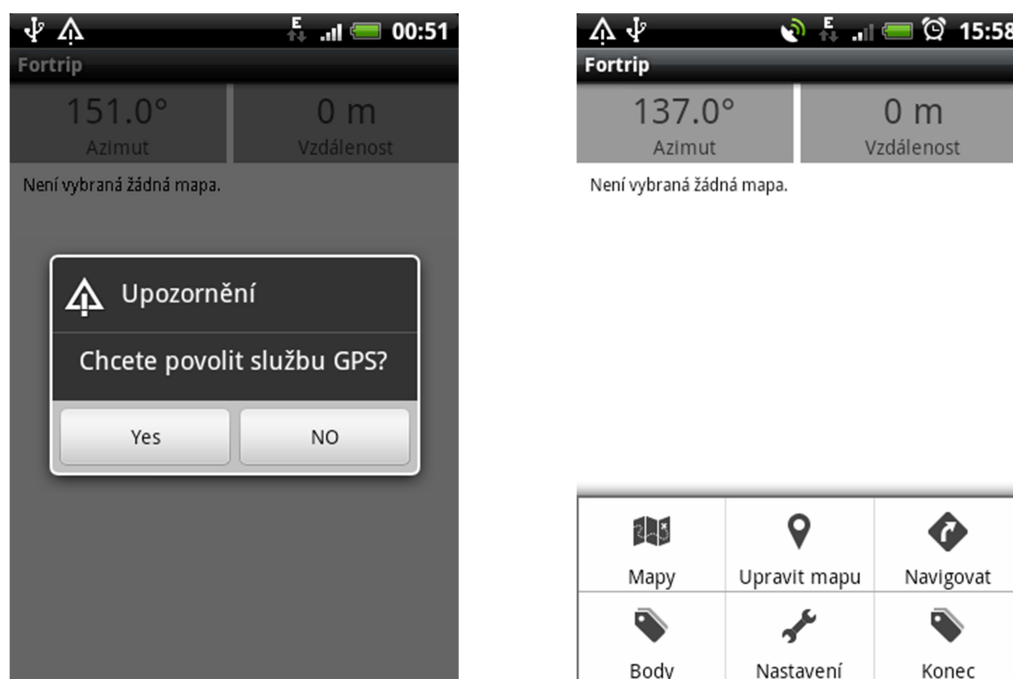 E 00:51
Fortrip
151.0° 0 m
Azimut Vzdálenost
Není vybraná žádná mapa.
Upozornění
Chcete povolit službu GPS?
Yes NO
E 15:58
Fortrip
137.0° 0 m
Azimut Vzdálenost
Není vybraná žádná mapa.
Mapy Upravit mapu Navigovat
Body Nastavení Konec